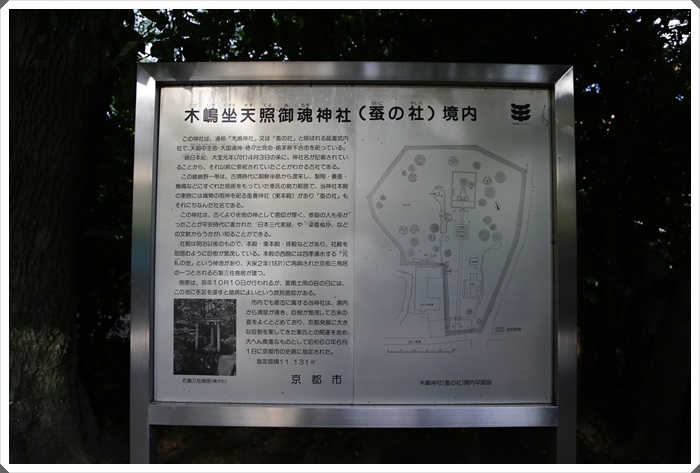 木嶋坐天照御魂神社(蚕の社)境内
この神社は、通称「木嶋神社」又は「蚕の社」と呼ばれる延喜式内
社で、天御中主命・大国魂神・穂々出見命・鵜茅葺不合命を祀っている。
「続日本紀」大宝元年(701)4月3日の条に、神社名が記載されてい
ることから、それ以前に祭祀されていたことがわかる古社である。
この嵯峨野一帯は、古墳時代に朝鮮半島から渡来し、製陶・養蚕・
機織などにすぐれた技術をもっていた秦氏の勢力範囲で、当神社本殿
の東側には織物の祖神を祀る蚕養神社(東本殿)があり「蚕の社」も
それにちなんだ社名である。
この神社は、古くより祈雨の神として信仰が厚く、参詣の人も多か
ったことが平安時代に書かれた「日本三代実録」や「梁塵秘抄」など
の文献からうかがい知ることができる。
社殿は明治以後のもので、本殿・東本殿・拝殿などがあり、社殿を
取囲むように巨樹が繁茂している。本殿の西側には四季湧水する「元
糺の池」という神池があり、天保2年(1831)に再興された京都三鳥居
の一つとされる石製三柱鳥居が建つ。
例祭は、毎年10月10日が行われるが、夏期土用の丑の日には、
この池に手足を浸すと諸病によいという庶民信仰がある。
市内でも最古に属する当神社は、境内
から清泉が湧き、巨樹が繁茂して古来の
姿をよくとどめており、京都発展に大き
な役割を果してきた秦氏との関連を含め、
大へん貴重なものとして昭和60年6月
1日に京都市の史跡に指定された。
指定面積11,131㎡
京都市
石製三柱鳥居(南から)
木嶋神社(蚕の社)境内平面図